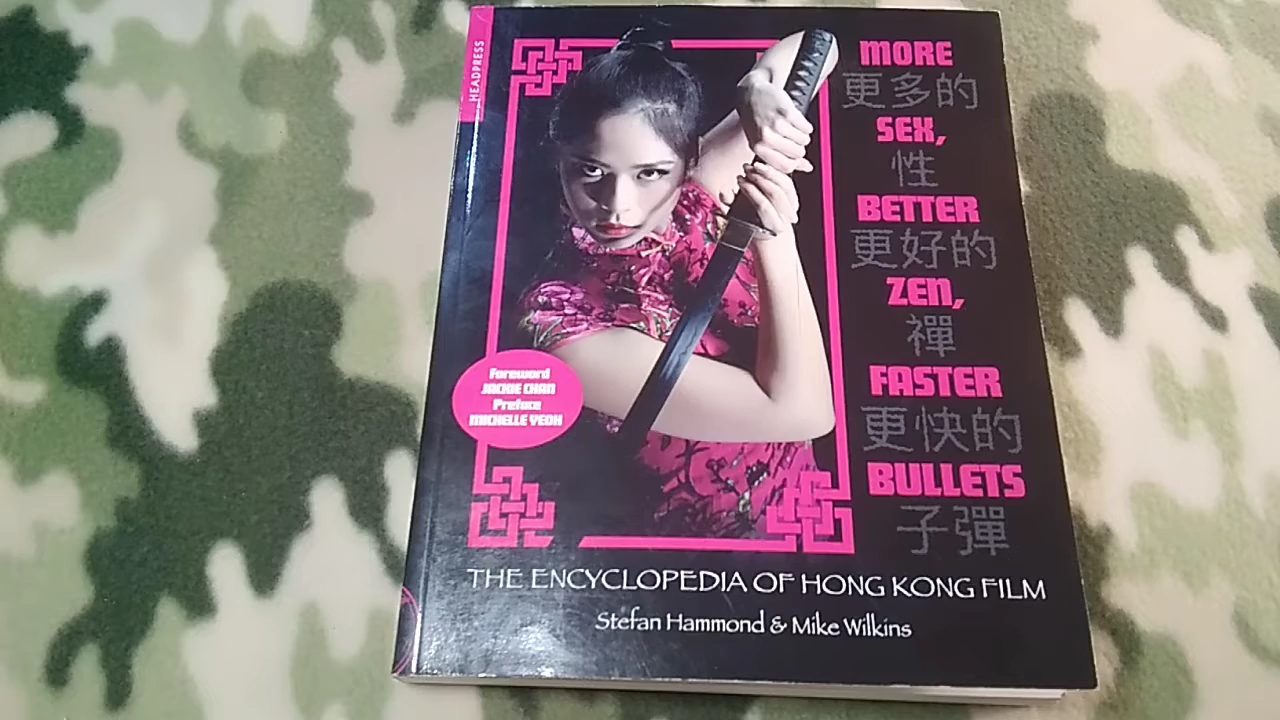 HEADPRESS
MORE
更多的
SEX,
性
BETTER
更好的
ZEN,
禪
FASTER
更快的
BULLETS
子彈
Foreword
JACKIE CHAN
Preface
MICHELLE YEOH
THE ENCYCLOPEDIA OF HONG KONG FILM
Stefan Hammond & Mike Wilkins